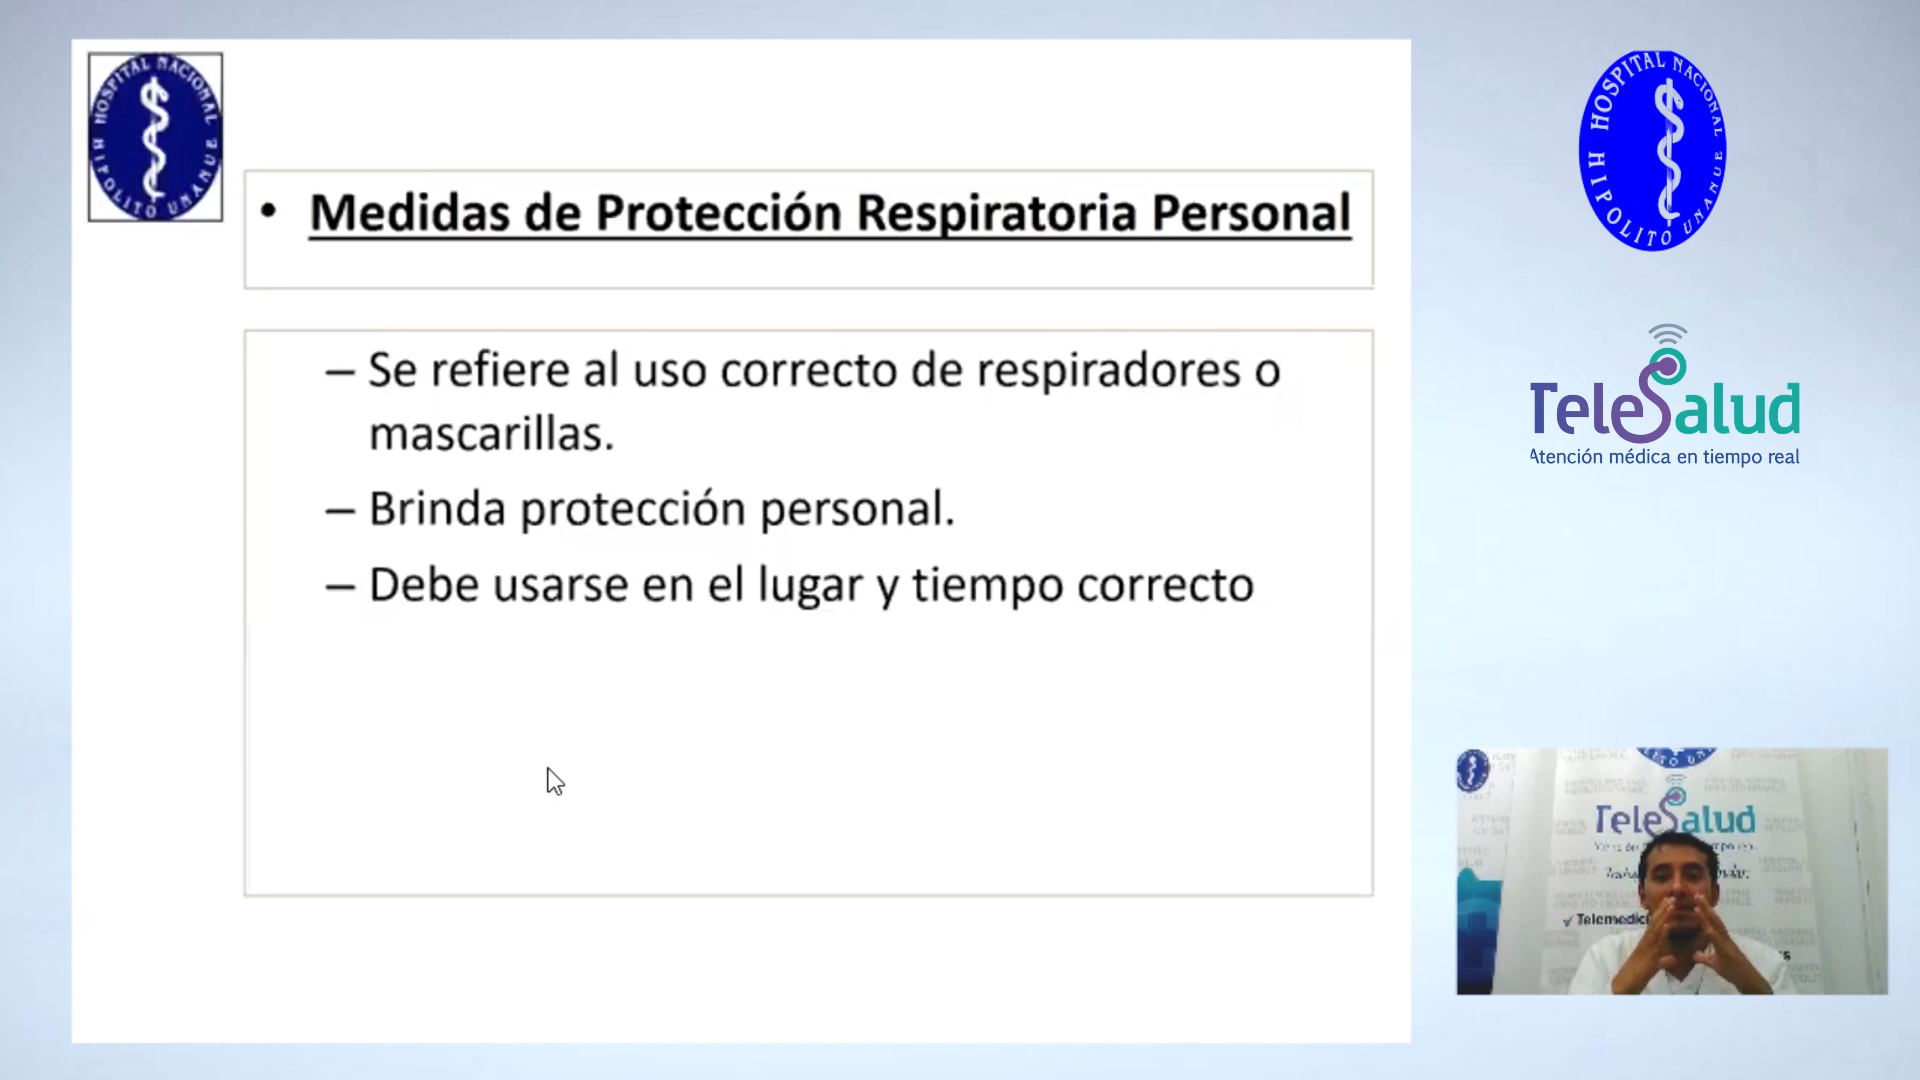 HOSPITAL NACIONAL
HIPOLITO UNANUE
• Medidas de Protección Respiratoria Personal
– Se refiere al uso correcto de respiradores o
mascarillas.
– Brinda protección personal.
– Debe usarse en el lugar y tiempo correcto
HOSPITAL NACIONAL
HIPOLITO UNANUE
TeleSalud
Atención médica en tiempo real
TeleSalud
✓ Telemedici